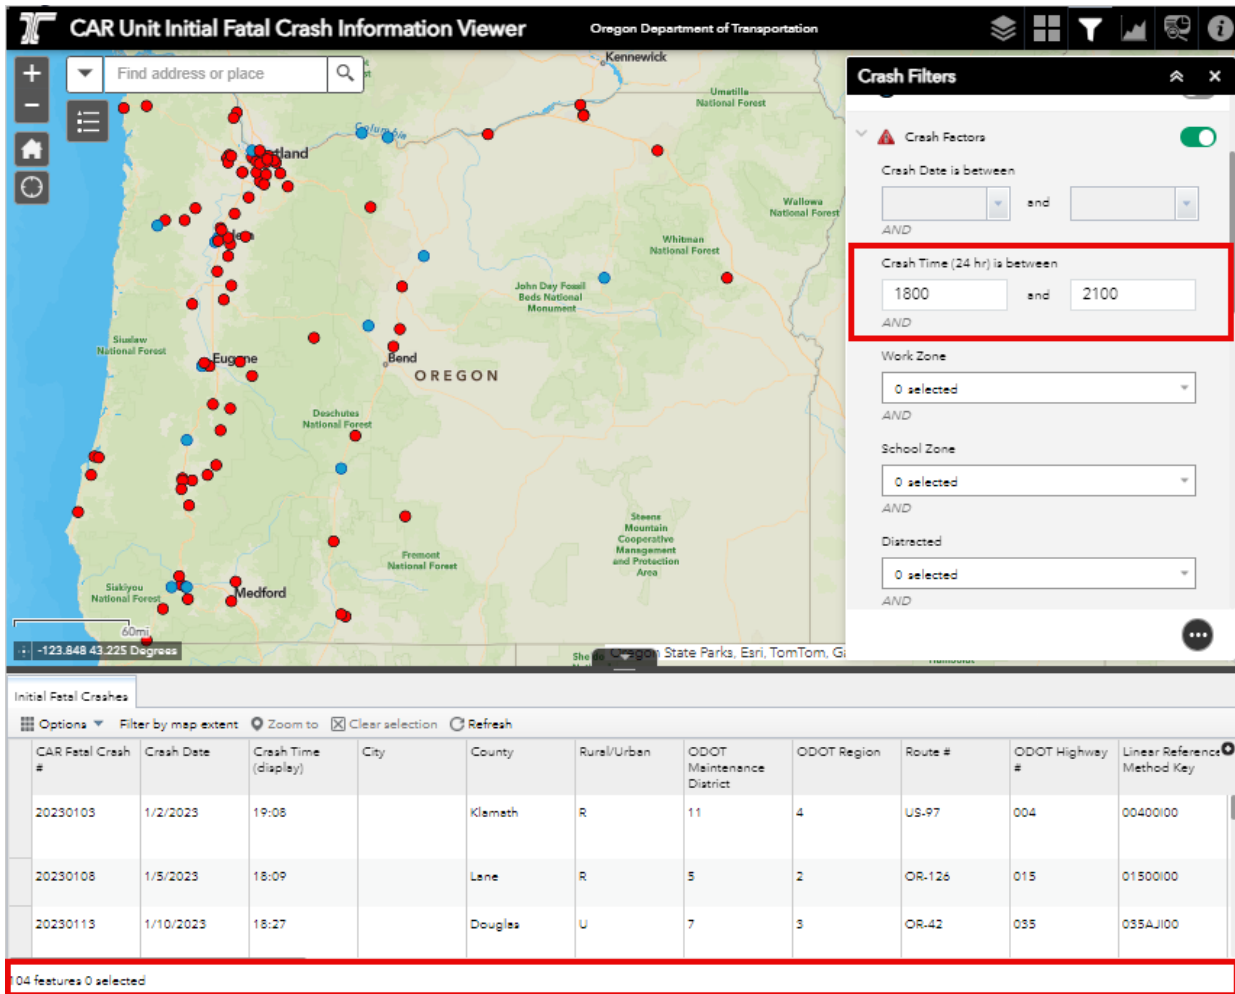 CAR Unit Initial Fatal Crash Information Viewer
Oregon Department of Transportation
Find address or place
Kennewick
Umatilla
National Forest
Columbia
Wallowa
National Forest
Whitman
National Forest
John Day Fossil
Beds National
Monument
Siuslaw
National Forest
Eugene
Bend
OREGON
Deschutes
National Forest
Steens
Mountain
Cooperative
Management
and Protection
Area
Fremont
National Forest
Siskiyou
National Forest
Medford
60mi
-123.848 43.225 Degrees
State Parks, Esri, TomTom, Ga
Crash Filters
Crash Factors
Crash Date is between
and
AND
Crash Time (24 hr) is between
1800 and 2100
AND
Work Zone
0 selected
AND
School Zone
0 selected
AND
Distracted
0 selected
AND
Initial Fatal Crashes
Options Filter by map extent Zoom to Clear selection Refresh
CAR Fatal Crash # Crash Date Crash Time (display) City County Rural/Urban ODOT Maintenance District ODOT Region Route # ODOT Highway # Linear Reference Method Key
20230103 1/2/2023 19:08 Klamath R 11 4 US-97 004 00400I00
20230108 1/5/2023 18:09 Lane R 5 2 OR-126 015 01500I00
20230113 1/10/2023 18:27 Douglas U 7 3 OR-42 035 035AJI00
104 features 0 selected